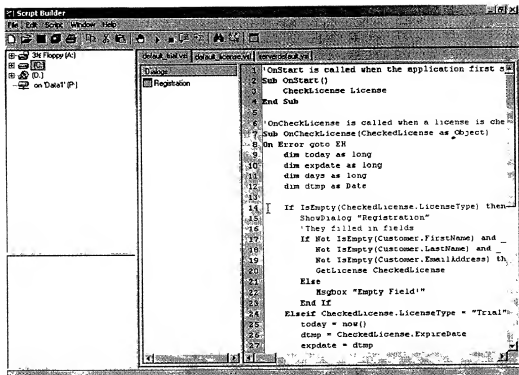 Script Builder
File Edit Script Window Help
3½ Floppy (A:)
(C:)
(D:)
on 'Data1' (P:)
default_trial.vsl default_license.vsl serverdefault.vsl
Dialogs
Registration
1 'OnStart is called when the application first s
2 Sub OnStart()
3 CheckLicense License
4 End Sub
5
6 'OnCheckLicense is called when a license is che
7 Sub OnCheckLicense(CheckedLicense as Object)
8 On Error goto EH
9 dim today as long
10 dim expdate as long
11 dim days as long
12 dim dtmp as Date
13
14 If IsEmpty(CheckedLicense.LicenseType) then
15 ShowDialog "Registration"
16 'They filled in fields
17 If Not IsEmpty(Customer.FirstName) and _
18 Not IsEmpty(Customer.LastName) and _
19 Not IsEmpty(Customer.EmailAddress) th
20 GetLicense CheckedLicense
21 Else
22 Msgbox "Empty Field!"
23 End If
24 Elseif CheckedLicense.LicenseType = "Trial"
25 today = now()
26 dtmp = CheckedLicense.ExpireDate
27 expdate = dtmp